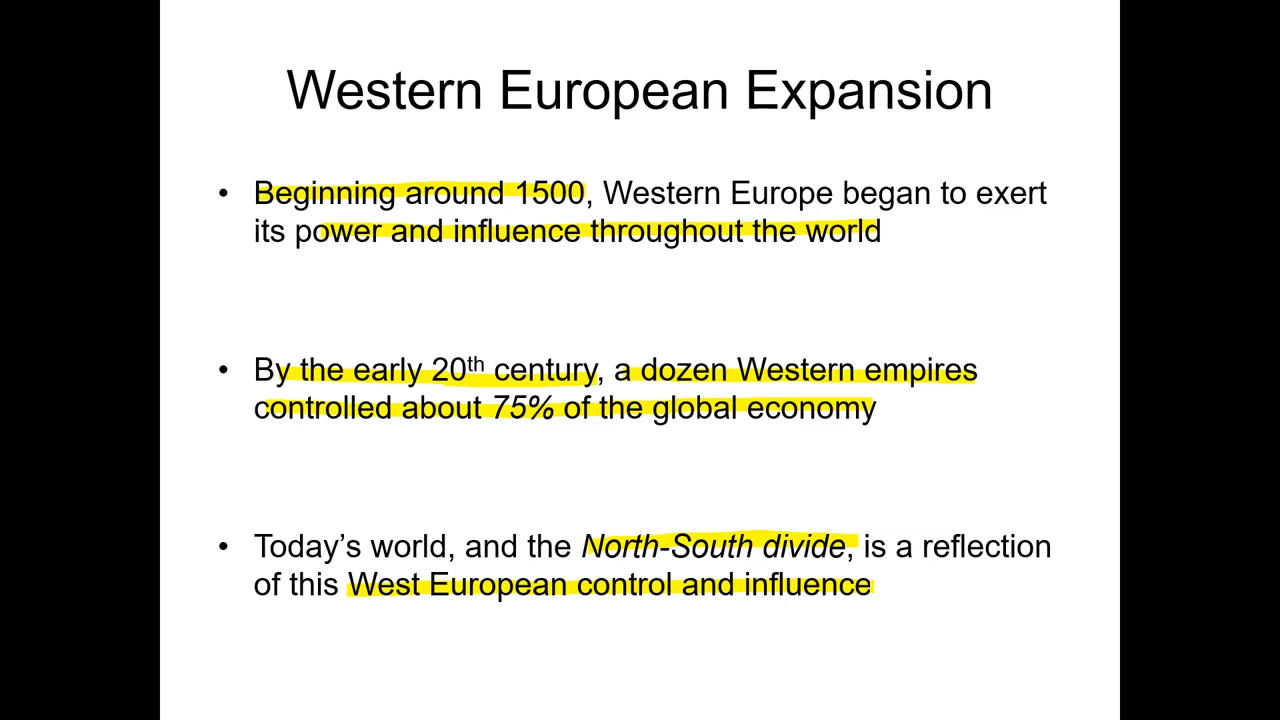 Western European Expansion
• Beginning around 1500, Western Europe began to exert
its power and influence throughout the world
• By the early 20th century, a dozen Western empires
controlled about 75% of the global economy
• Today’s world, and the North-South divide, is a reflection
of this West European control and influence